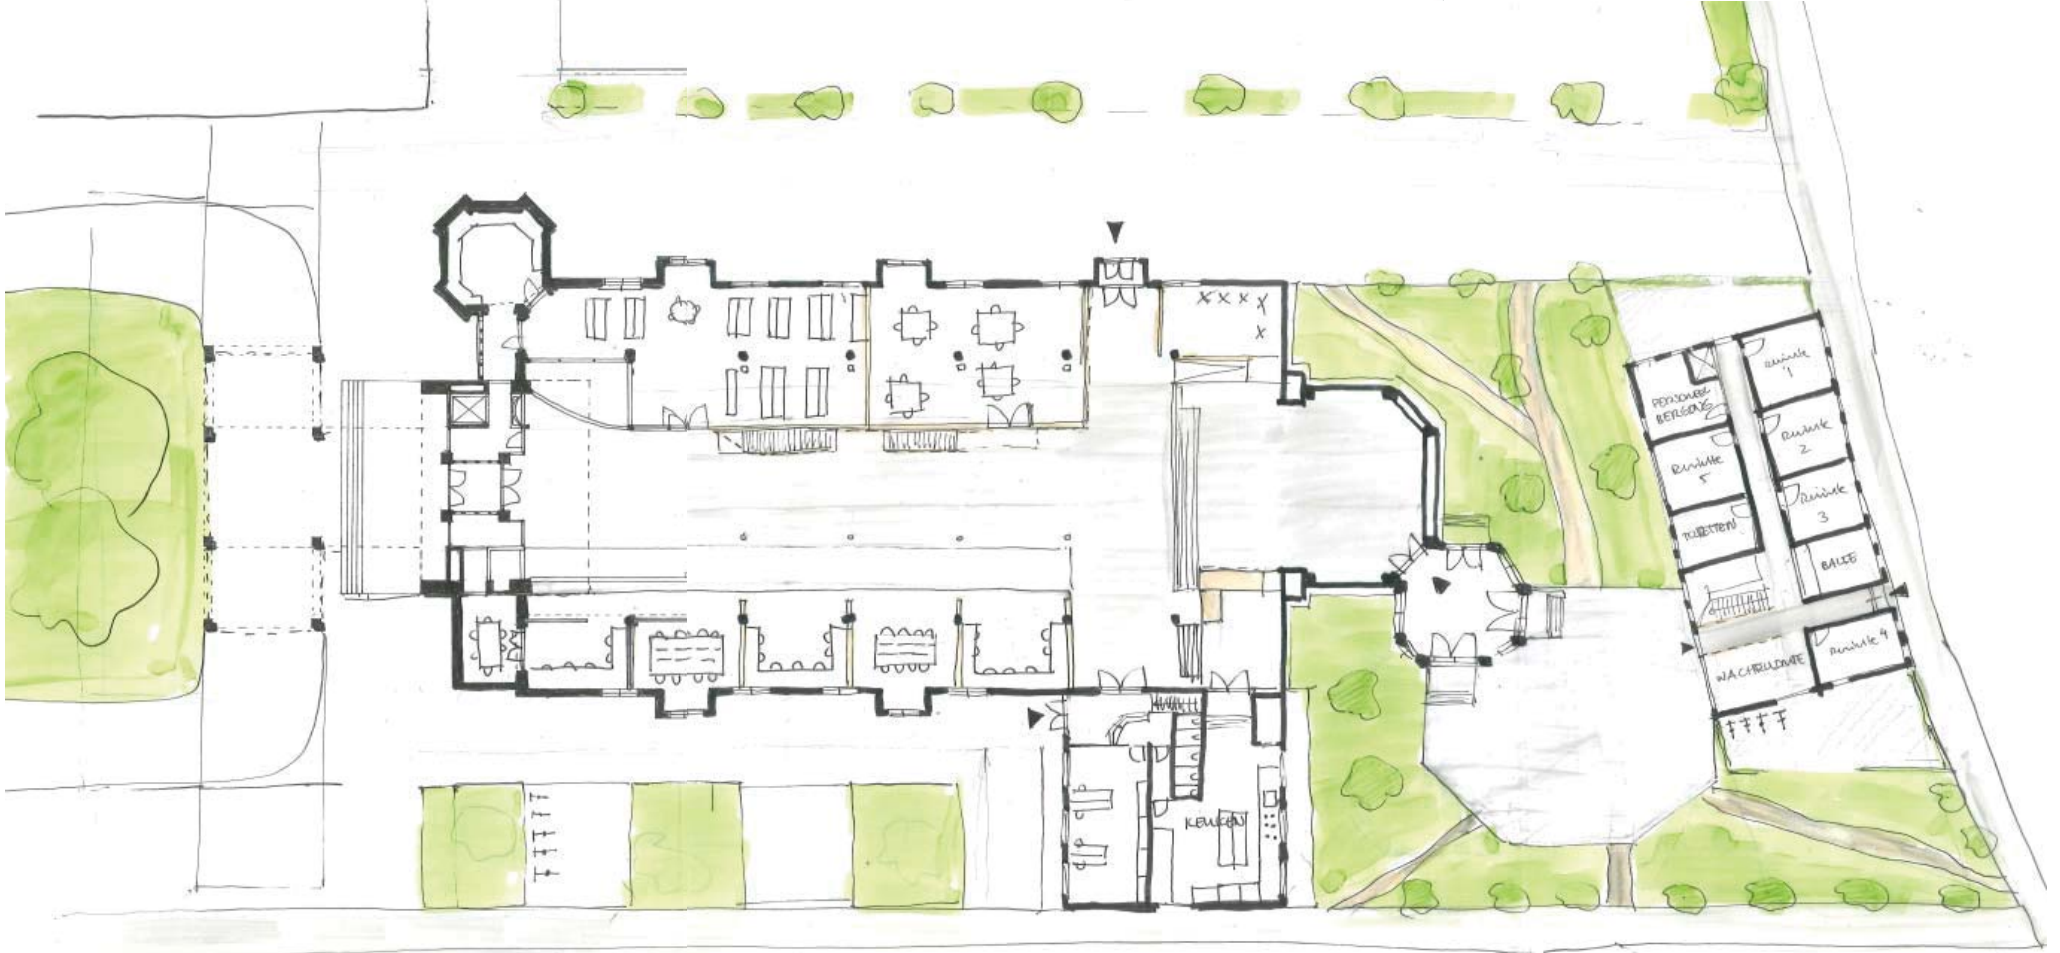 RUIMTE
1
PERSONEEL
BERGING
RUIMTE
2
RUIMTE
5
RUIMTE
3
TOILETTEN
BALIE
WACHTRUIMTE
RUIMTE 4
KEUKEN